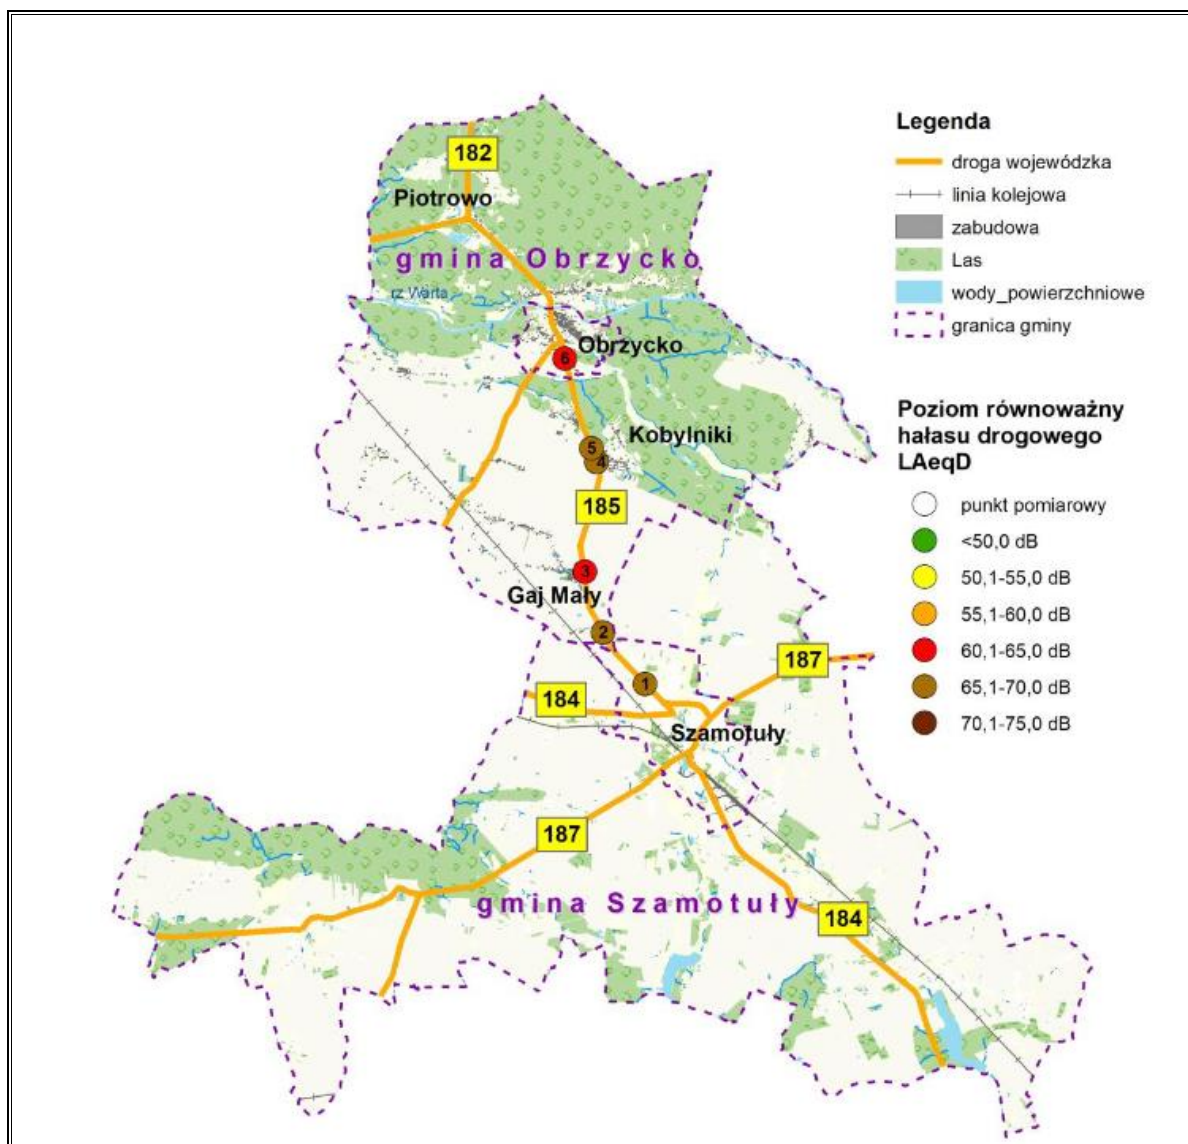 182
Piotrowo
gmina Obrzycko
rz Warta
Obrzycko
6
Kobylniki
5
4
185
3
Gaj Mały
2
187
1
184
Szamotuły
187
gmina Szamotuły
184
Legenda
droga wojewódzka
linia kolejowa
zabudowa
Las
wody_powierzchniowe
granica gminy
Poziom równoważny
hałasu drogowego
LAeqD
punkt pomiarowy
<50,0 dB
50,1-55,0 dB
55,1-60,0 dB
60,1-65,0 dB
65,1-70,0 dB
70,1-75,0 dB